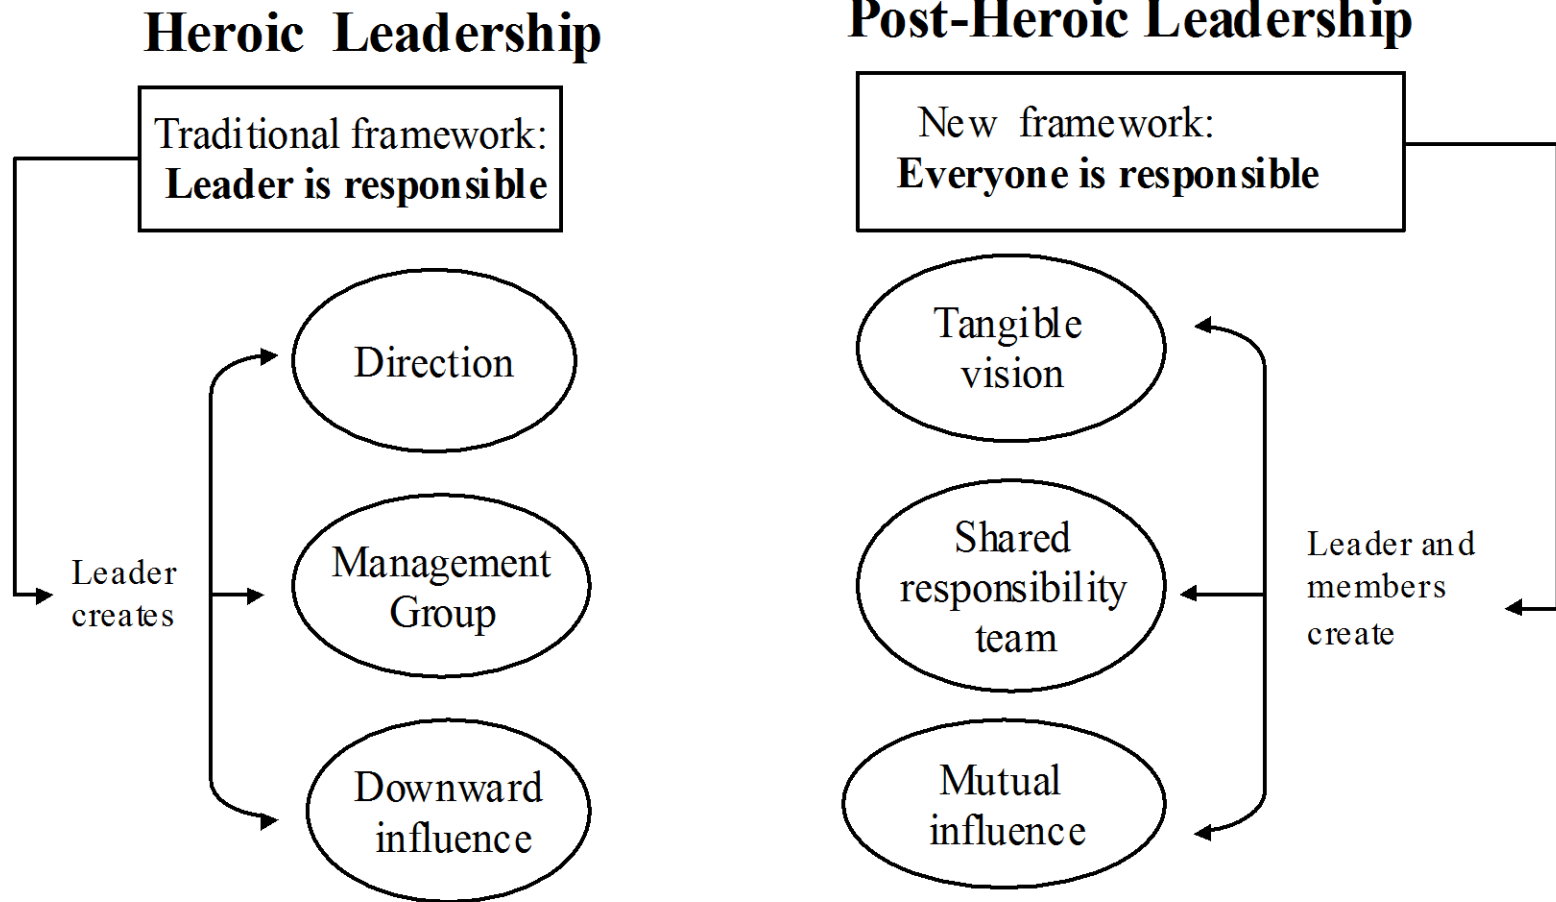 Heroic Leadership
Traditional framework:
Leader is responsible
Leader
creates
Direction
Management
Group
Downward
influence
Post-Heroic Leadership
New framework:
Everyone is responsible
Tangible
vision
Shared
responsibility
team
Mutual
influence
Leader and
members
create